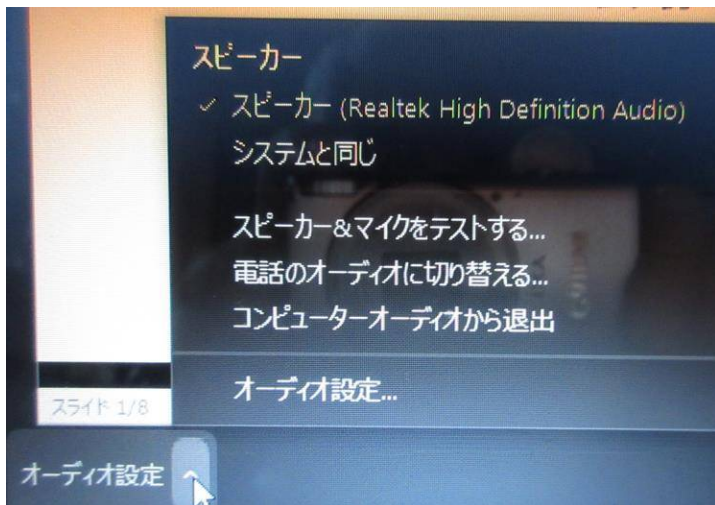 スピーカー
✓ スピーカー (Realtek High Definition Audio)
システムと同じ
スピーカー&マイクをテストする...
電話のオーディオに切り替える...
コンピューターオーディオから退出
オーディオ設定...
スライド 1/8
オーディオ設定